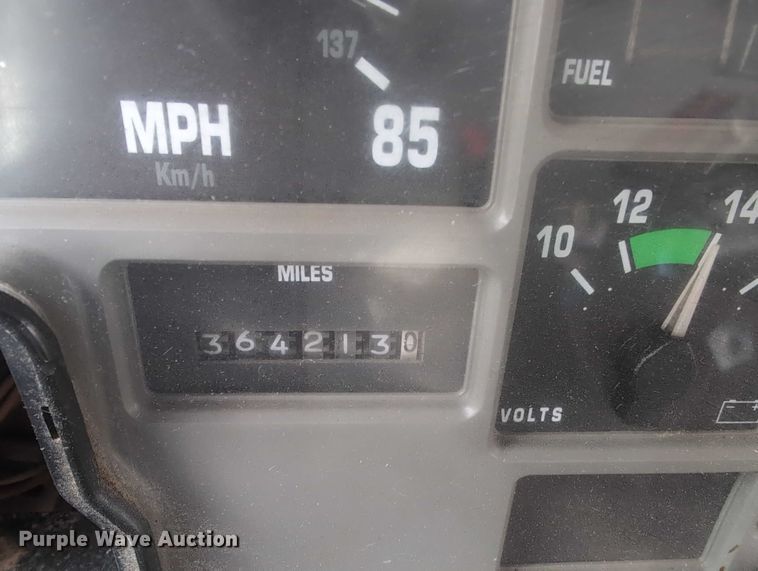 137
85
MPH
Km/h
FUEL
10 12 14
VOLTS
- +
MILES
3642130
Purple Wave Auction